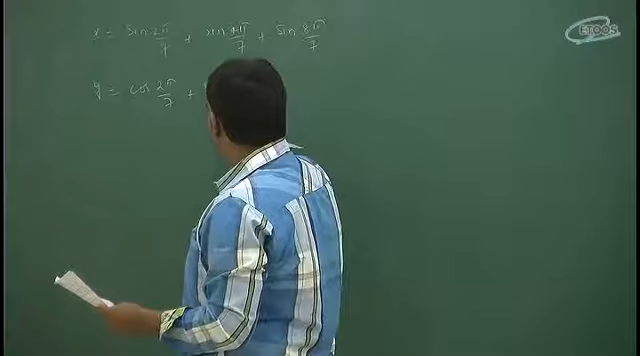 x = sin 2π/7 + sin 4π/7 + sin 8π/7
y = cos 2π/7 +
ETOOS